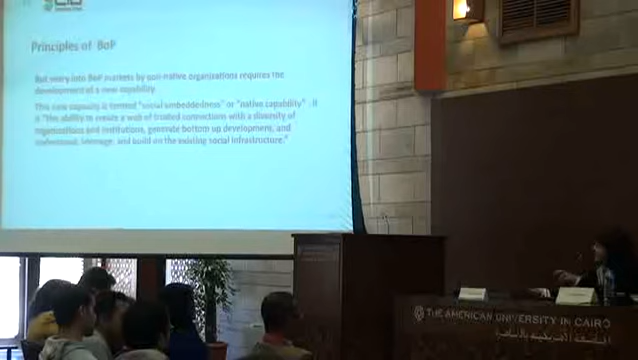 Principles of BoP
But entry into BoP markets by non-native organizations requires the
development of a new capability.
This new capacity is termed "social embeddedness" or "native capability". It
is "the ability to create a web of trusted connections with a diversity of
organizations and institutions, generate bottom up development, and
understand, leverage, and build on the existing social infrastructure."
THE AMERICAN UNIVERSITY IN CAIRO
الجامعة الأمريكية بالقاهرة